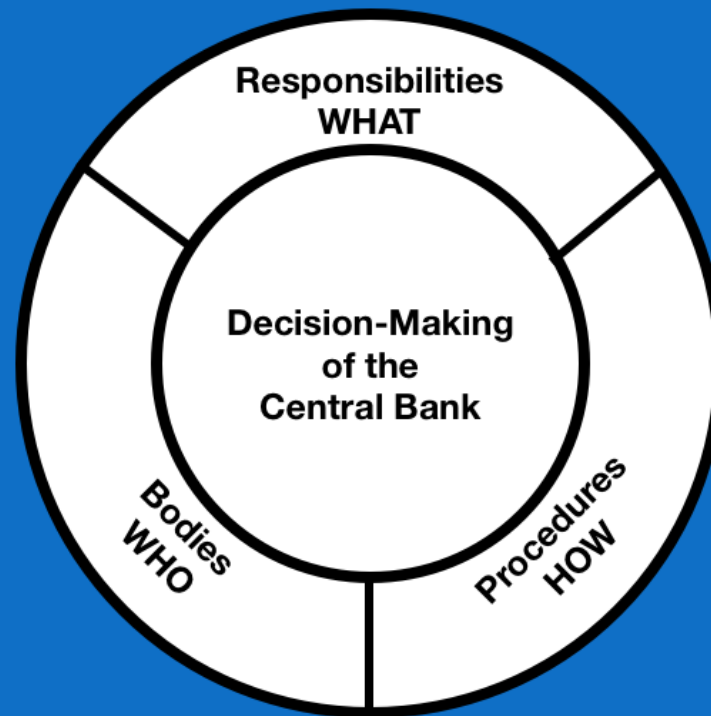 Responsibilities
WHAT
Decision-Making
of the
Central Bank
Bodies
WHO
Procedures
HOW